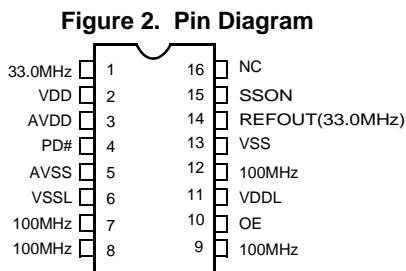 Figure 2. Pin Diagram
33.0MHz 1 16 NC
VDD 2 15 SSON
AVDD 3 14 REFOUT(33.0MHz)
PD# 4 13 VSS
AVSS 5 12 100MHz
VSSL 6 11 VDDL
100MHz 7 10 OE
100MHz 8 9 100MHz